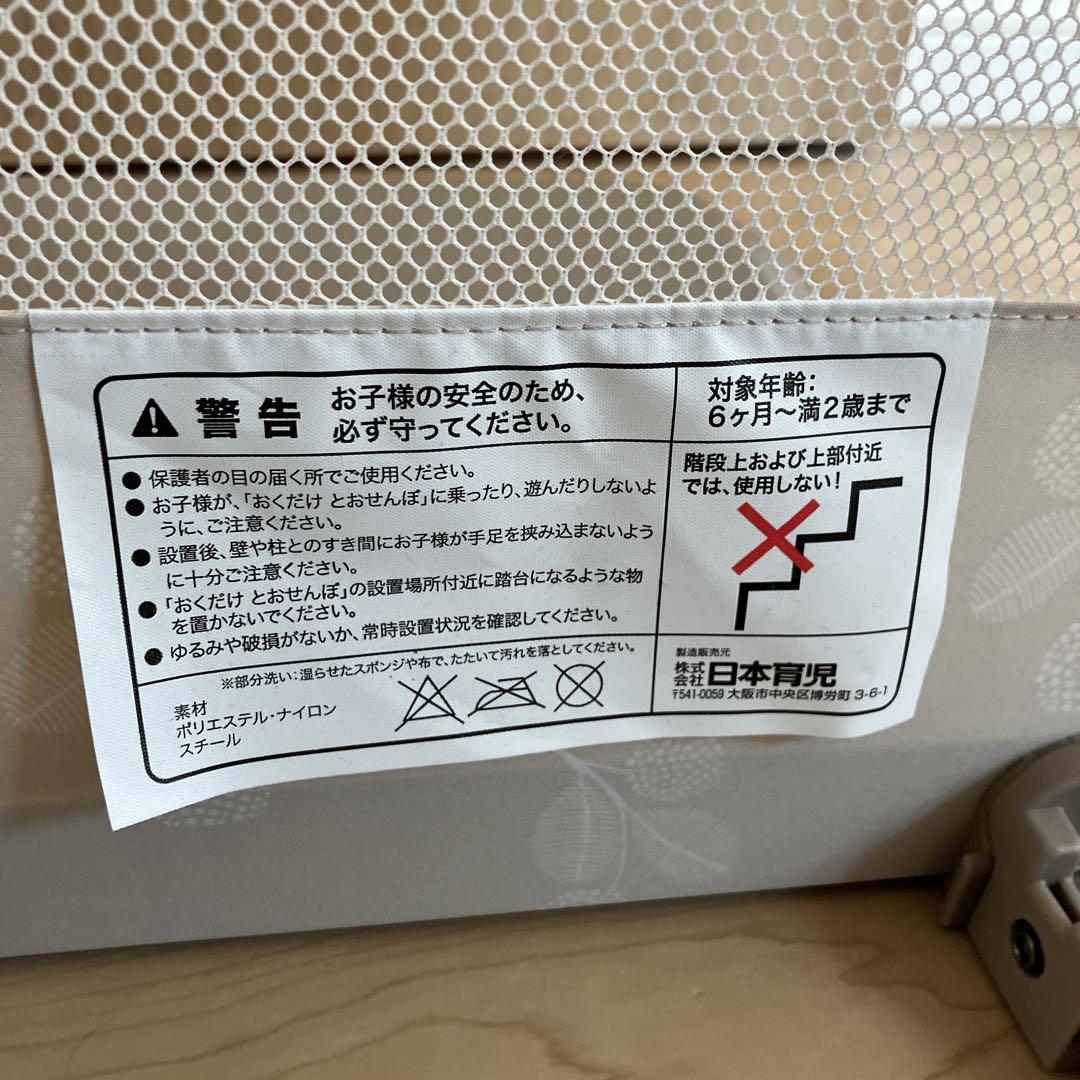 警告
お子様の安全のため、
必ず守ってください。
対象年齢：
6ヶ月～満2歳まで
●保護者の目の届く所でご使用ください。
●お子様が、「おくだけ とおせんぼ」に乗ったり、遊んだりしないよ
うに、ご注意ください。
●設置後、壁や柱とのすき間にお子様が手足を挟み込まないよう
に十分ご注意ください。
●「おくだけ とおせんぼ」の設置場所付近に踏台になるような物
を置かないでください。
●ゆるみや破損がないか、常時設置状況を確認してください。
階段上および上部付近
では、使用しない！
※部分洗い：湿らせたスポンジや布で、たたいて汚れを落としてください。
素材
ポリエステル・ナイロン
スチール
製造販売元
株式会社日本育児
〒541-0059 大阪市中央区博労町 3-6-1